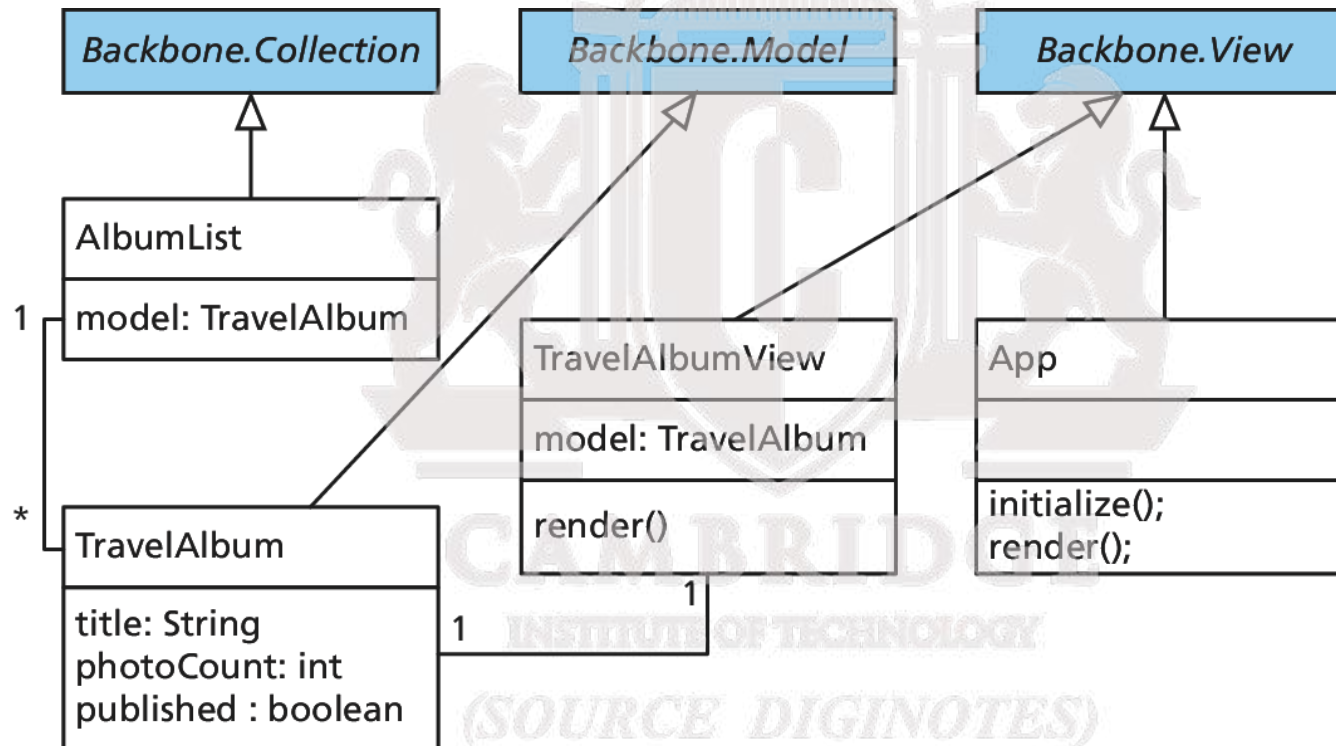 Backbone.Collection
Backbone.Model
Backbone.View
AlbumList
model: TravelAlbum
1
*
TravelAlbumView
model: TravelAlbum
render()
App
initialize();
render();
TravelAlbum
title: String
photoCount: int
published : boolean
1
1
CAMBRIDGE
INSTITUTE OF TECHNOLOGY
(SOURCE DIGINOTES)